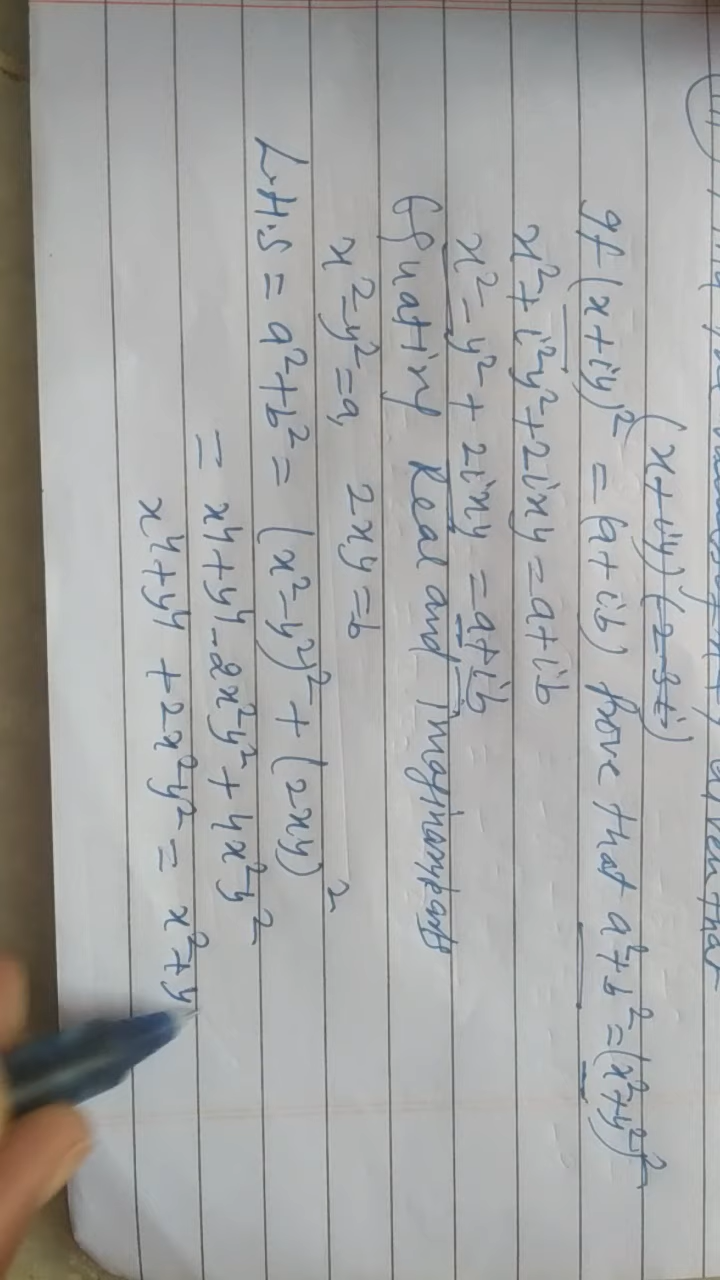 (x+iy)(2-3i)
If (x+iy)² = (a+ib) prove that a²+b²=(x²+y²)²
x²+i²y²+2ixy=a+ib
x²-y²+2ixy=a+ib
Equating Real and imaginary part
x²-y²=a, 2xy=b
L.H.S = a²+b² = (x²-y²)²+(2xy)²
= x⁴+y⁴-2x²y²+4x²y²
x⁴+y⁴+2x²y² = x²+y